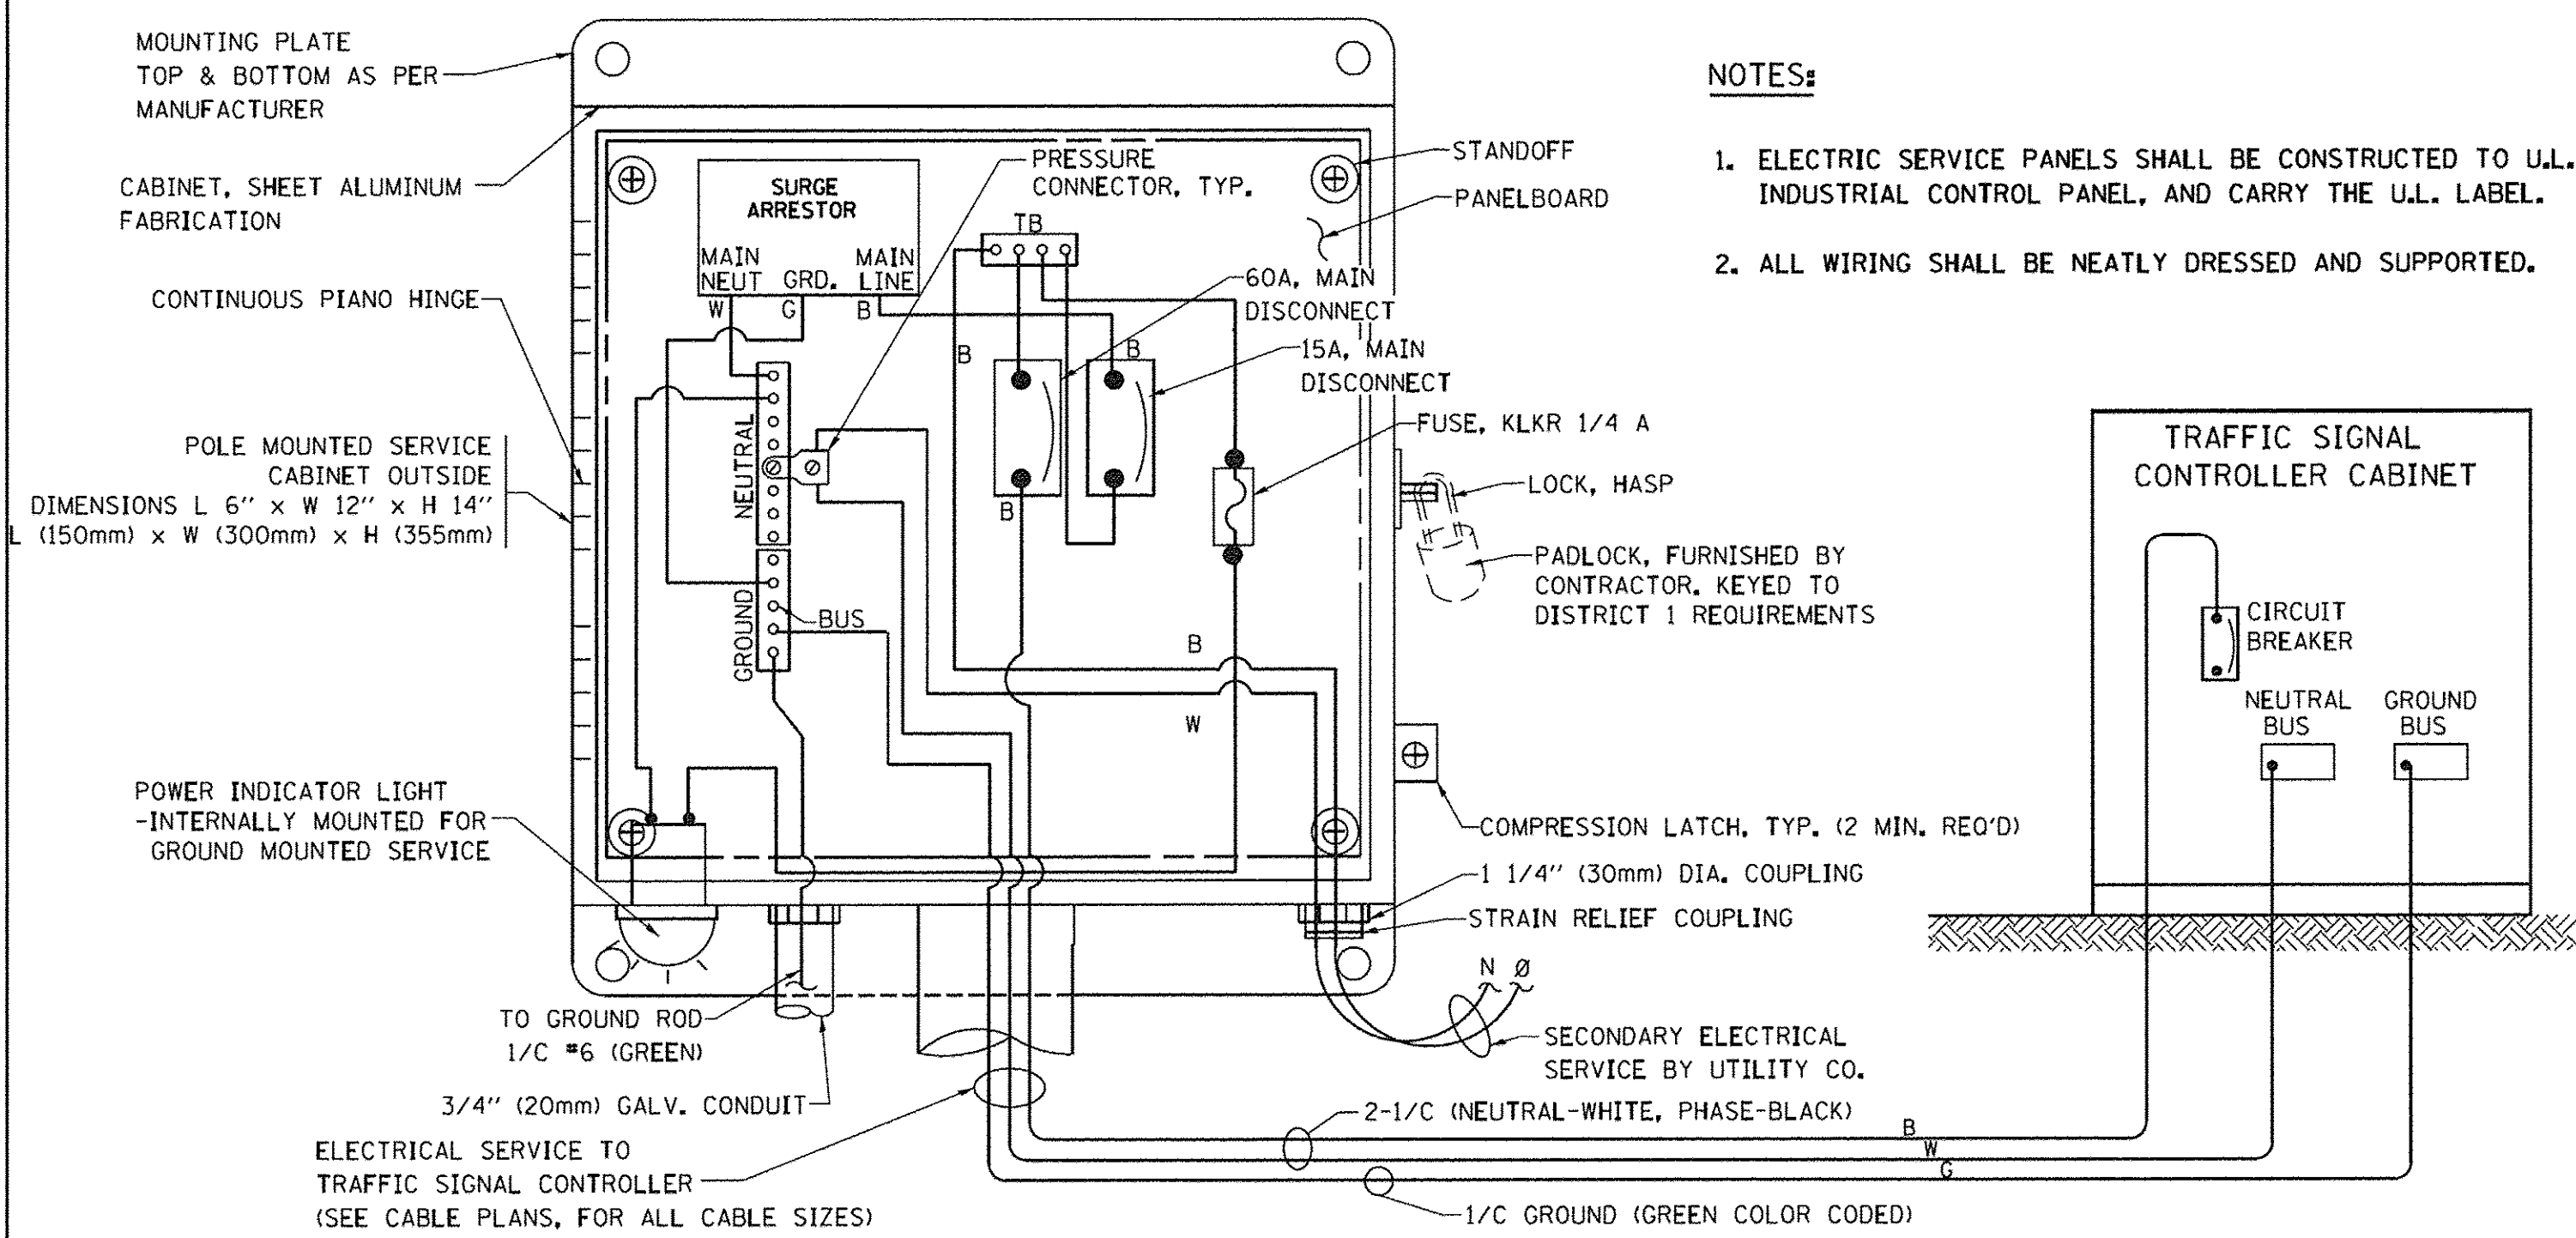 MOUNTING PLATE
TOP & BOTTOM AS PER
MANUFACTURER
CABINET, SHEET ALUMINUM
FABRICATION
CONTINUOUS PIANO HINGE
POLE MOUNTED SERVICE
CABINET OUTSIDE
DIMENSIONS L 6" x W 12" x H 14"
L (150mm) x W (300mm) x H (355mm)
POWER INDICATOR LIGHT
-INTERNALLY MOUNTED FOR
GROUND MOUNTED SERVICE
SURGE
ARRESTOR
MAIN
NEUT
GRD.
MAIN
LINE
W
G
B
PRESSURE
CONNECTOR, TYP.
TB
60A, MAIN
DISCONNECT
15A, MAIN
DISCONNECT
B
B
B
NEUTRAL
GROUND
BUS
B
W
STANDOFF
PANELBOARD
FUSE, KLKR 1/4 A
LOCK, HASP
PADLOCK, FURNISHED BY
CONTRACTOR. KEYED TO
DISTRICT 1 REQUIREMENTS
COMPRESSION LATCH, TYP. (2 MIN. REQ'D)
1 1/4" (30mm) DIA. COUPLING
STRAIN RELIEF COUPLING
N Ø
SECONDARY ELECTRICAL
SERVICE BY UTILITY CO.
TO GROUND ROD
1/C #6 (GREEN)
3/4" (20mm) GALV. CONDUIT
ELECTRICAL SERVICE TO
TRAFFIC SIGNAL CONTROLLER
(SEE CABLE PLANS, FOR ALL CABLE SIZES)
2-1/C (NEUTRAL-WHITE, PHASE-BLACK)
B
W
G
1/C GROUND (GREEN COLOR CODED)
NOTES:
1. ELECTRIC SERVICE PANELS SHALL BE CONSTRUCTED TO U.L.
INDUSTRIAL CONTROL PANEL, AND CARRY THE U.L. LABEL.
2. ALL WIRING SHALL BE NEATLY DRESSED AND SUPPORTED.
TRAFFIC SIGNAL
CONTROLLER CABINET
CIRCUIT
BREAKER
NEUTRAL
BUS
GROUND
BUS